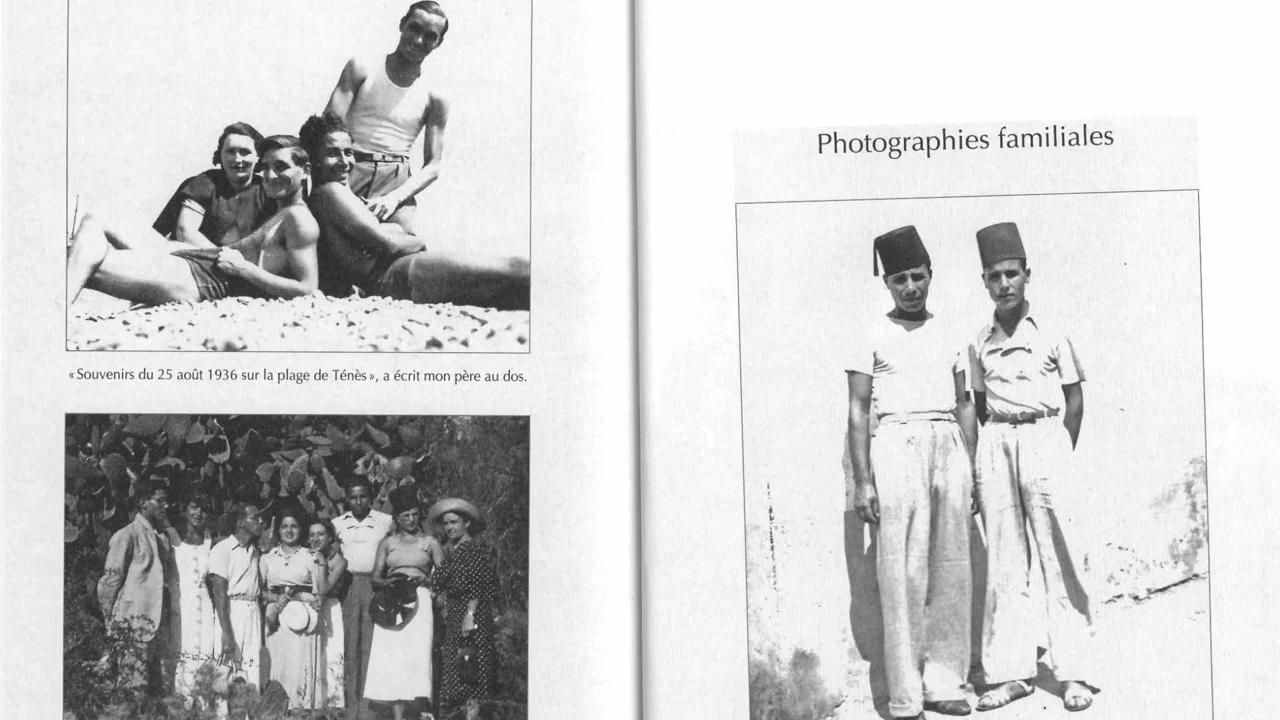 « Souvenirs du 25 août 1936 sur la plage de Ténès », a écrit mon père au dos.
Photographies familiales